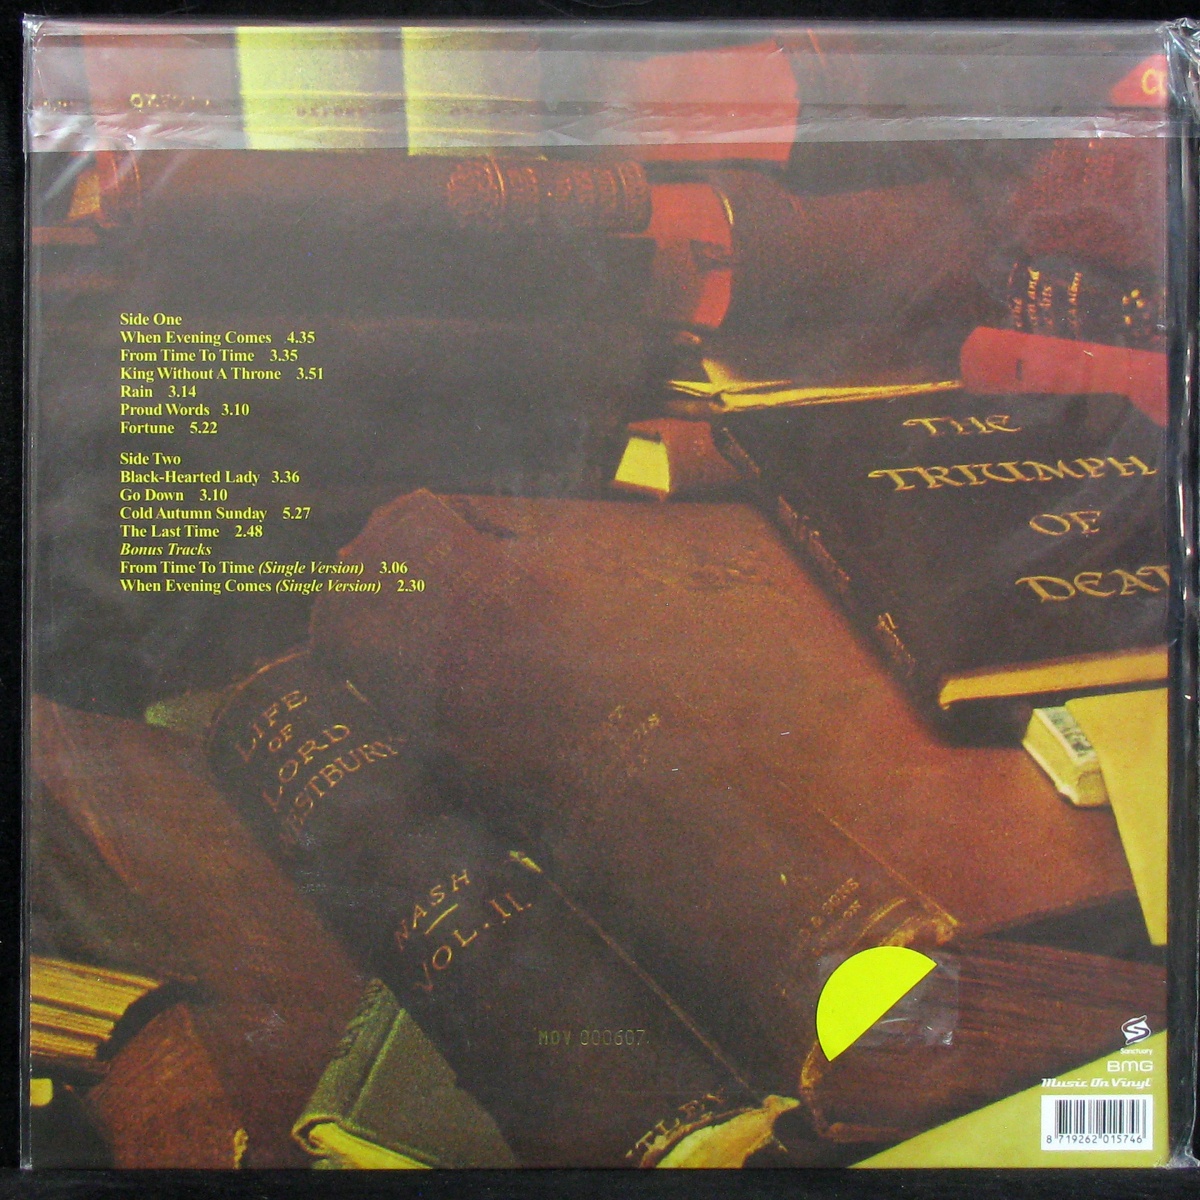 OXFORD
Side One
When Evening Comes 4.35
From Time To Time 3.35
King Without A Throne 3.51
Rain 3.14
Proud Words 3.10
Fortune 5.22
Side Two
Black-Hearted Lady 3.36
Go Down 3.10
Cold Autumn Sunday 5.27
The Last Time 2.48
Bonus Tracks
From Time To Time (Single Version) 3.06
When Evening Comes (Single Version) 2.30
THE
TRIUMPH
OF
DEAT
LIFE
OF
LORD
WESTBURY
NASH
VOL. II.
& SONS
MOV 000607
TLEY
Sanctuary
BMG
Music On Vinyl
8 719262 015746